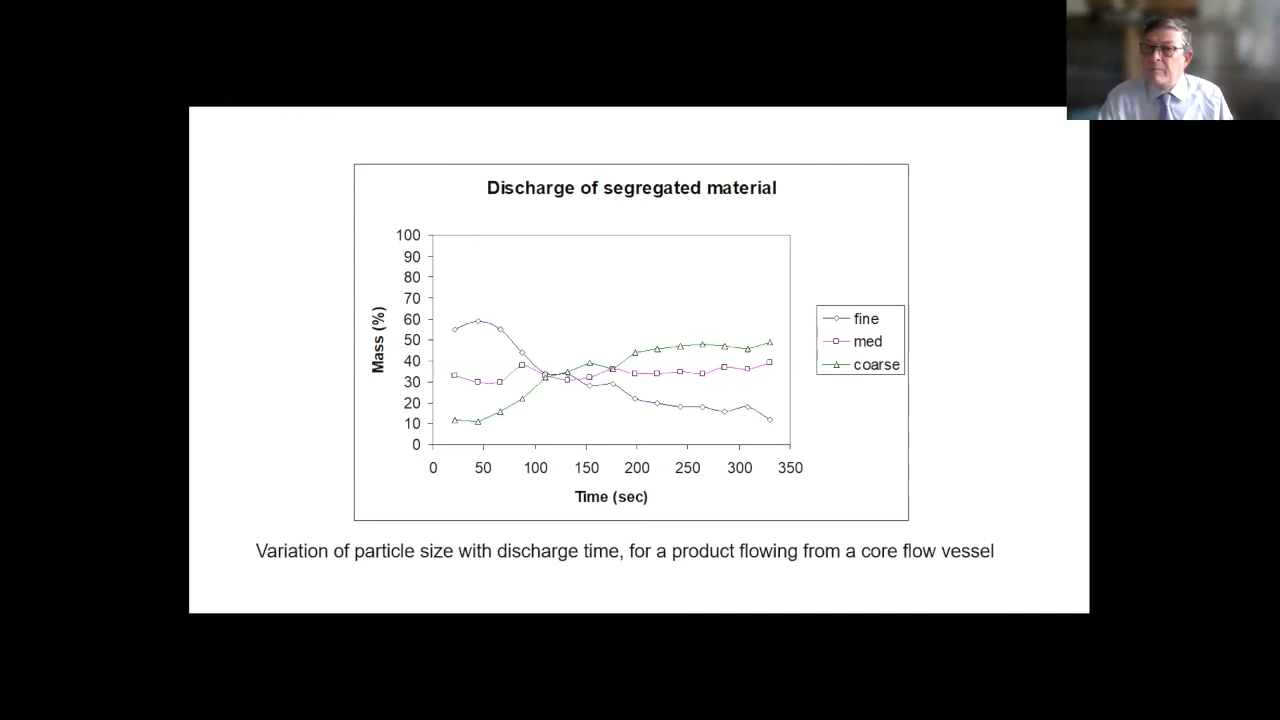 Discharge of segregated material
100
90
80
70
60
50
40
30
20
10
0
Mass (%)
0 50 100 150 200 250 300 350
Time (sec)
fine
med
coarse
Variation of particle size with discharge time, for a product flowing from a core flow vessel